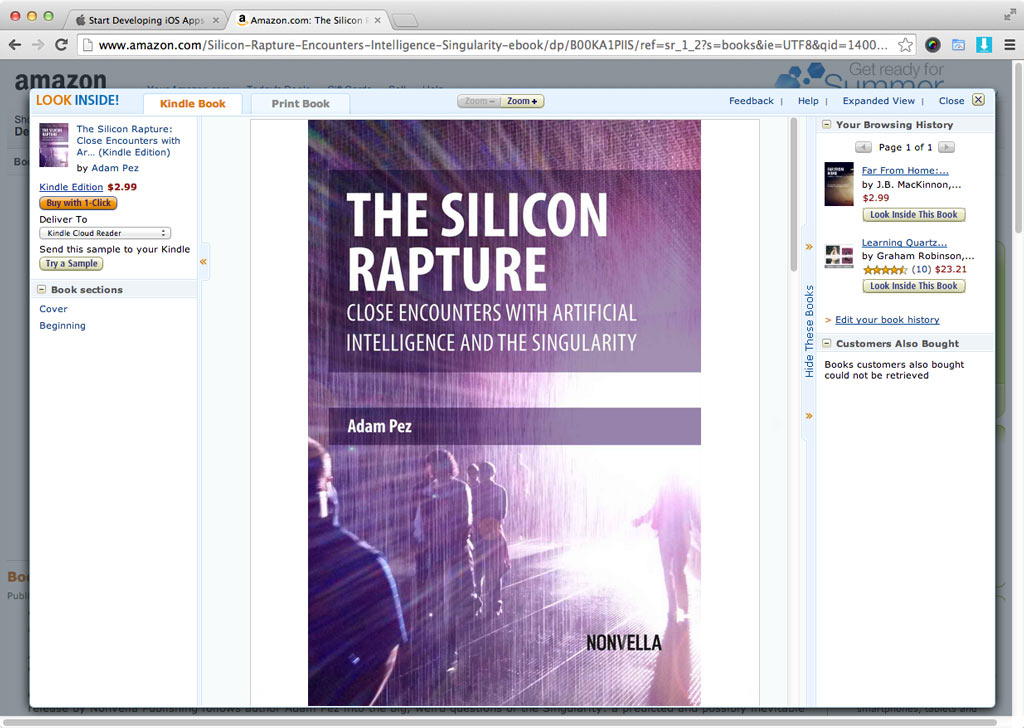 Start Developing iOS Apps
Amazon.com: The Silicon R
www.amazon.com/Silicon-Rapture-Encounters-Intelligence-Singularity-ebook/dp/B00KA1PIIS/ref=sr_1_2?s=books&ie=UTF8&qid=1400...
amazon
Get ready for
Summer
LOOK INSIDE!
Kindle Book
Print Book
Zoom –
Zoom +
Feedback |
Help |
Expanded View |
Close
The Silicon Rapture:
Close Encounters with
Ar... (Kindle Edition)
by Adam Pez
Kindle Edition $2.99
Buy with 1-Click
Deliver To
Kindle Cloud Reader
Send this sample to your Kindle
Try a Sample
«
Book sections
Cover
Beginning
THE SILICON
RAPTURE
CLOSE ENCOUNTERS WITH ARTIFICIAL
INTELLIGENCE AND THE SINGULARITY
Adam Pez
NONVELLA
»
Hide These Books
»
Your Browsing History
Page 1 of 1
Far From Home:...
by J.B. MacKinnon,...
$2.99
Look Inside This Book
Learning Quartz...
by Graham Robinson,...
(10) $23.21
Look Inside This Book
> Edit your book history
Customers Also Bought
Books customers also bought
could not be retrieved